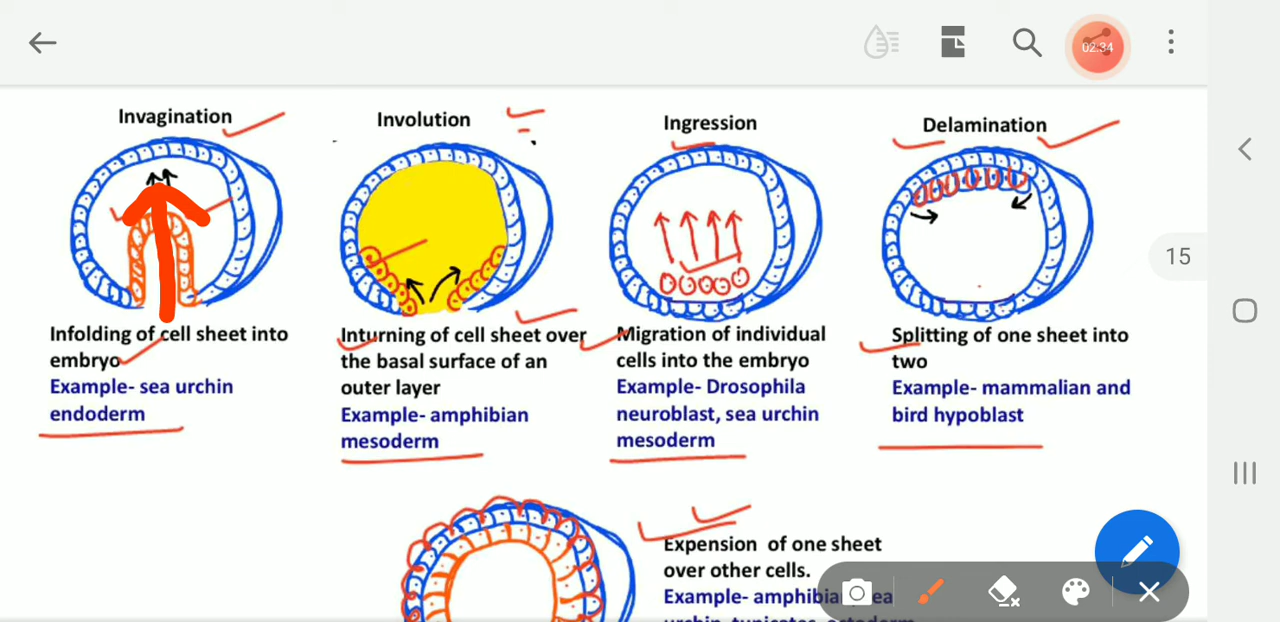 02:34
Invagination
Involution
Ingression
Delamination
15
Infolding of cell sheet into
embryo
Example- sea urchin
endoderm
Inturning of cell sheet over
the basal surface of an
outer layer
Example- amphibian
mesoderm
Migration of individual
cells into the embryo
Example- Drosophila
neuroblast, sea urchin
mesoderm
Splitting of one sheet into
two
Example- mammalian and
bird hypoblast
Expension of one sheet
over other cells.
Example-